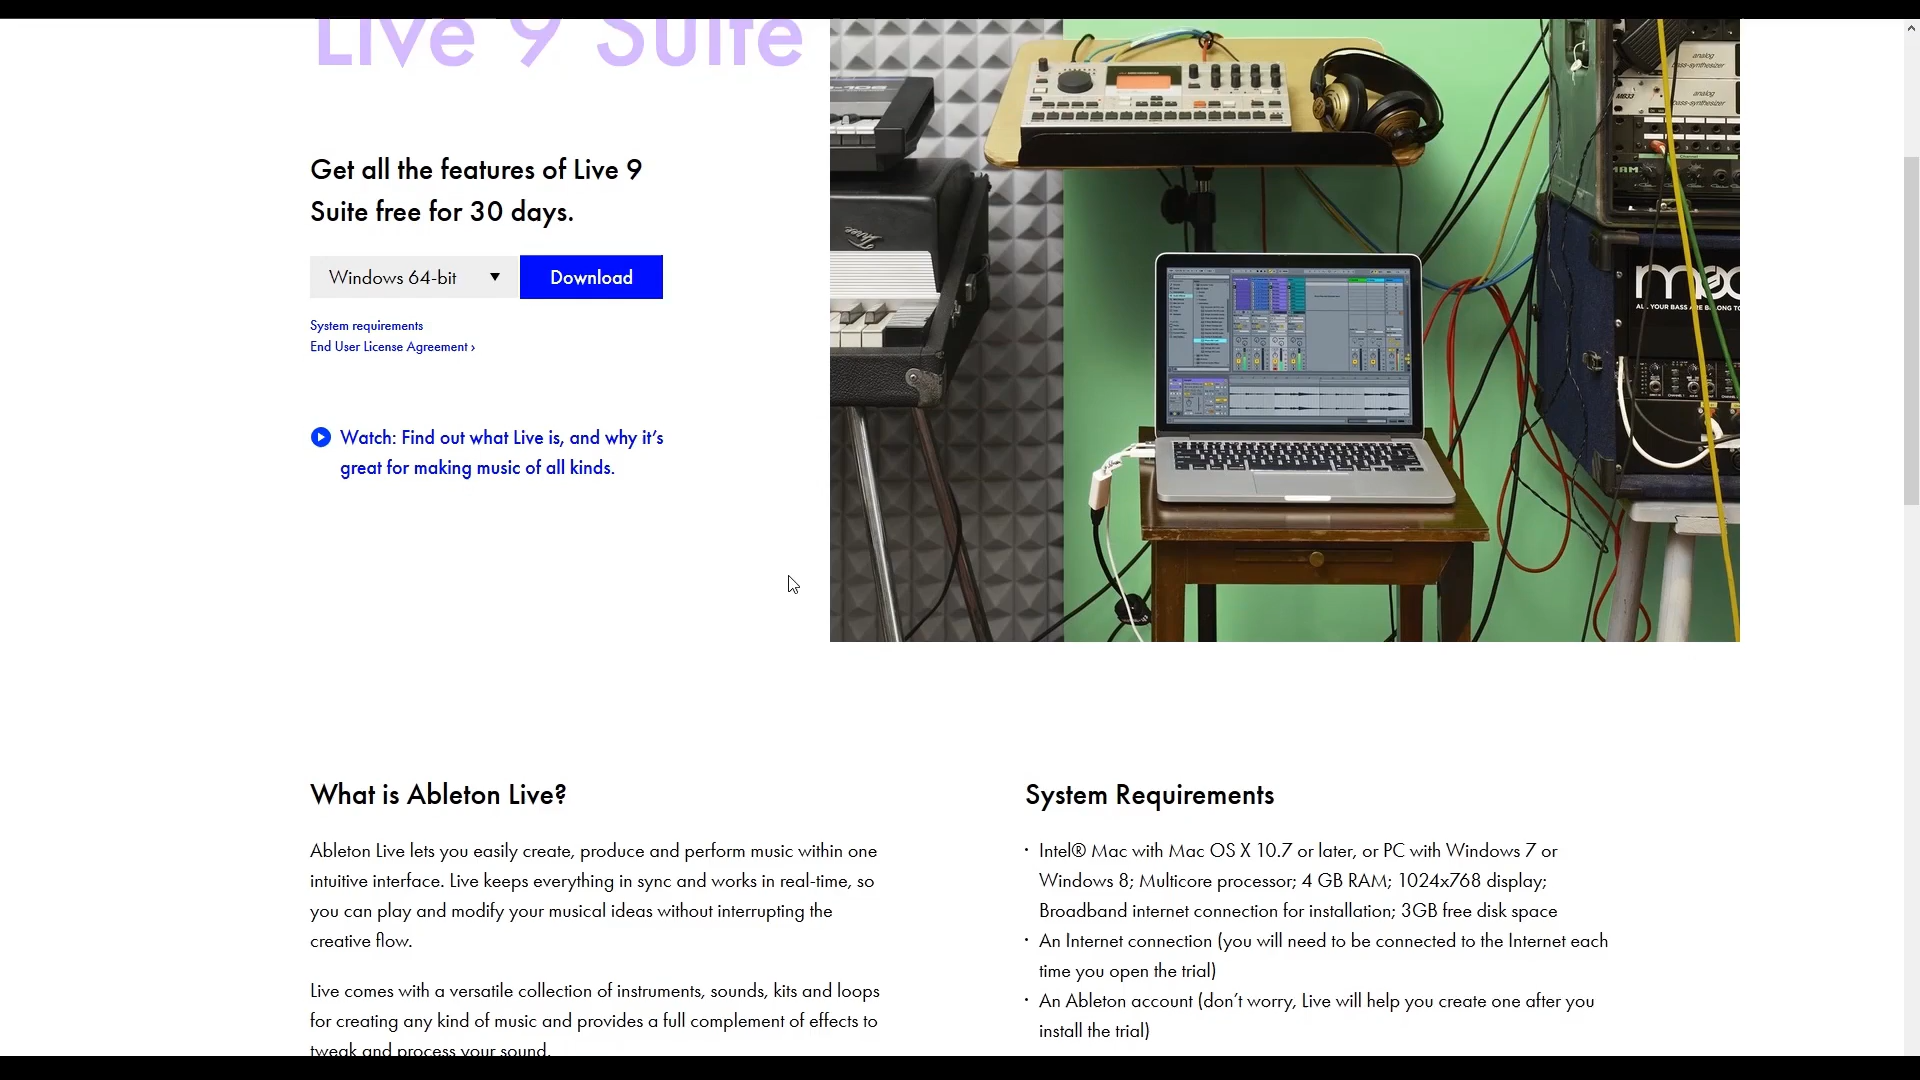 Live 9 Suite
Get all the features of Live 9
Suite free for 30 days.
Windows 64-bit
Download
System requirements
End User License Agreement ›
Watch: Find out what Live is, and why it's
great for making music of all kinds.
analog
bass-synthesizer
analog
bass-synthesizer
MB33
What is Ableton Live?
Ableton Live lets you easily create, produce and perform music within one
intuitive interface. Live keeps everything in sync and works in real-time, so
you can play and modify your musical ideas without interrupting the
creative flow.
Live comes with a versatile collection of instruments, sounds, kits and loops
for creating any kind of music and provides a full complement of effects to
tweak and process your sound.
System Requirements
· Intel® Mac with Mac OS X 10.7 or later, or PC with Windows 7 or
Windows 8; Multicore processor; 4 GB RAM; 1024x768 display;
Broadband internet connection for installation; 3GB free disk space
· An Internet connection (you will need to be connected to the Internet each
time you open the trial)
· An Ableton account (don't worry, Live will help you create one after you
install the trial)